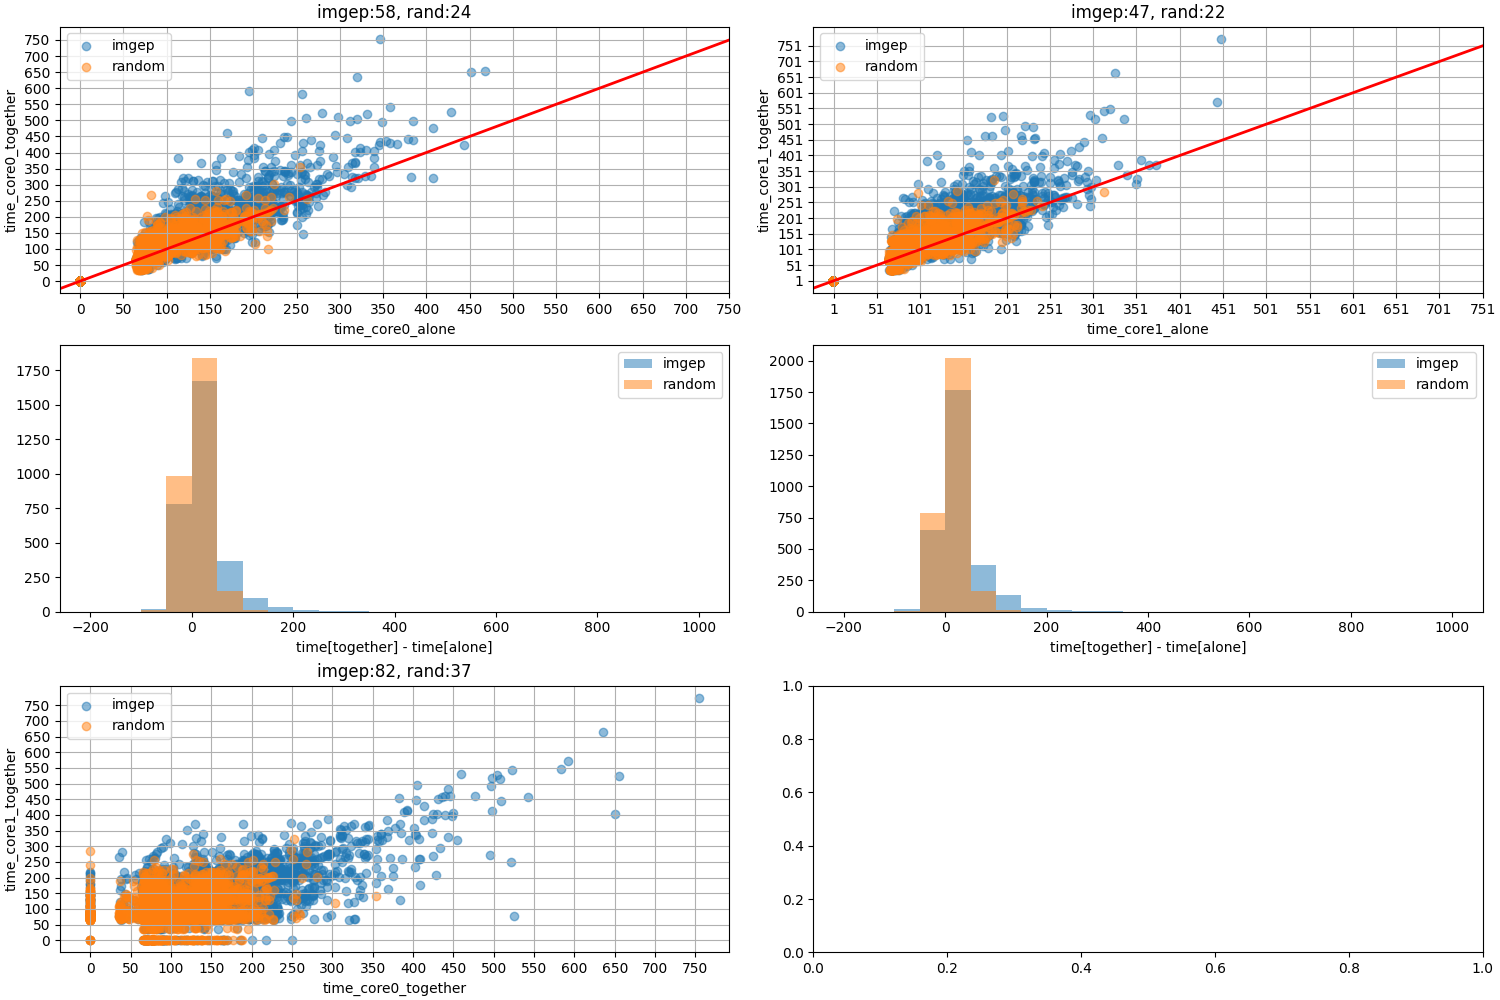 imgep:58, rand:24
imgep
random
750
700
650
600
550
500
450
400
350
300
250
200
150
100
50
0
time_core0_together
0 50 100 150 200 250 300 350 400 450 500 550 600 650 700 750
time_core0_alone
imgep:47, rand:22
imgep
random
751
701
651
601
551
501
451
401
351
301
251
201
151
101
51
1
time_core1_together
1 51 101 151 201 251 301 351 401 451 501 551 601 651 701 751
time_core1_alone
imgep
random
1750
1500
1250
1000
750
500
250
0
−200 0 200 400 600 800 1000
time[together] - time[alone]
imgep
random
2000
1750
1500
1250
1000
750
500
250
0
−200 0 200 400 600 800 1000
time[together] - time[alone]
imgep:82, rand:37
imgep
random
750
700
650
600
550
500
450
400
350
300
250
200
150
100
50
0
time_core1_together
0 50 100 150 200 250 300 350 400 450 500 550 600 650 700 750
time_core0_together
1.0
0.8
0.6
0.4
0.2
0.0
0.0 0.2 0.4 0.6 0.8 1.0